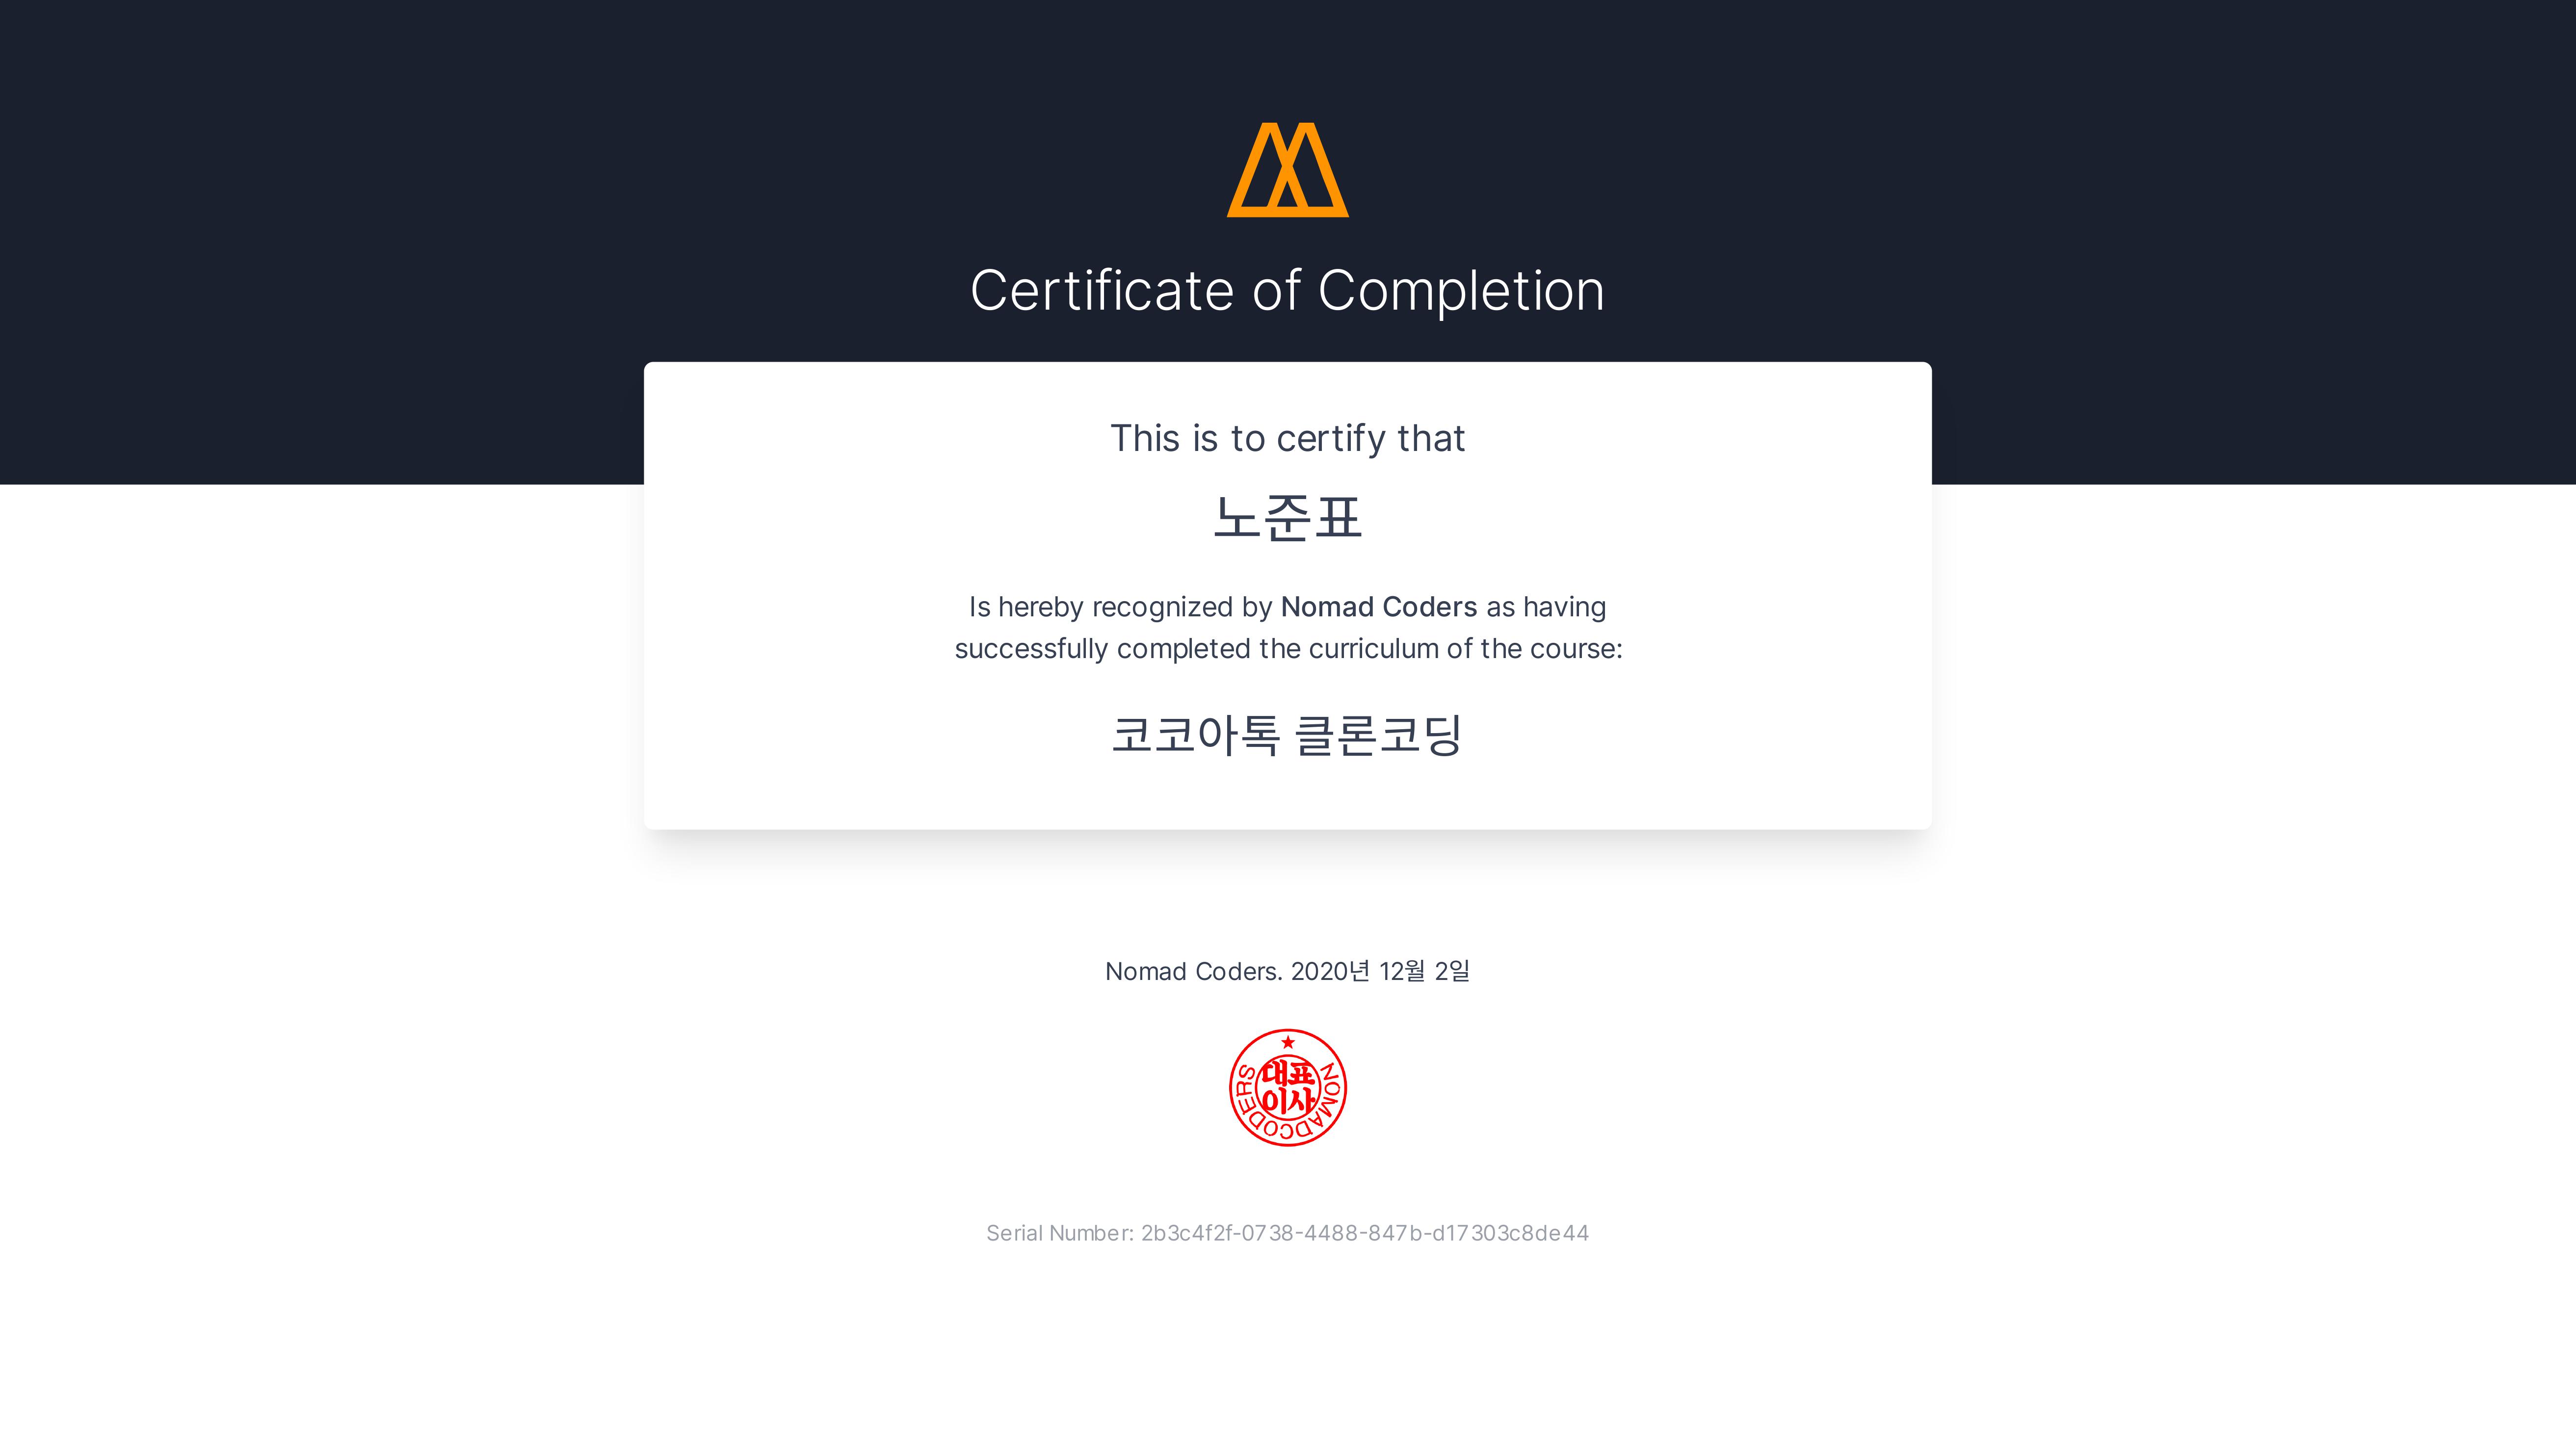 Certificate of Completion
This is to certify that
노준표
Is hereby recognized by Nomad Coders as having
successfully completed the curriculum of the course:
코코아톡 클론코딩
Nomad Coders. 2020년 12월 2일
대표
이사
NOMADCODERS
Serial Number: 2b3c4f2f-0738-4488-847b-d17303c8de44